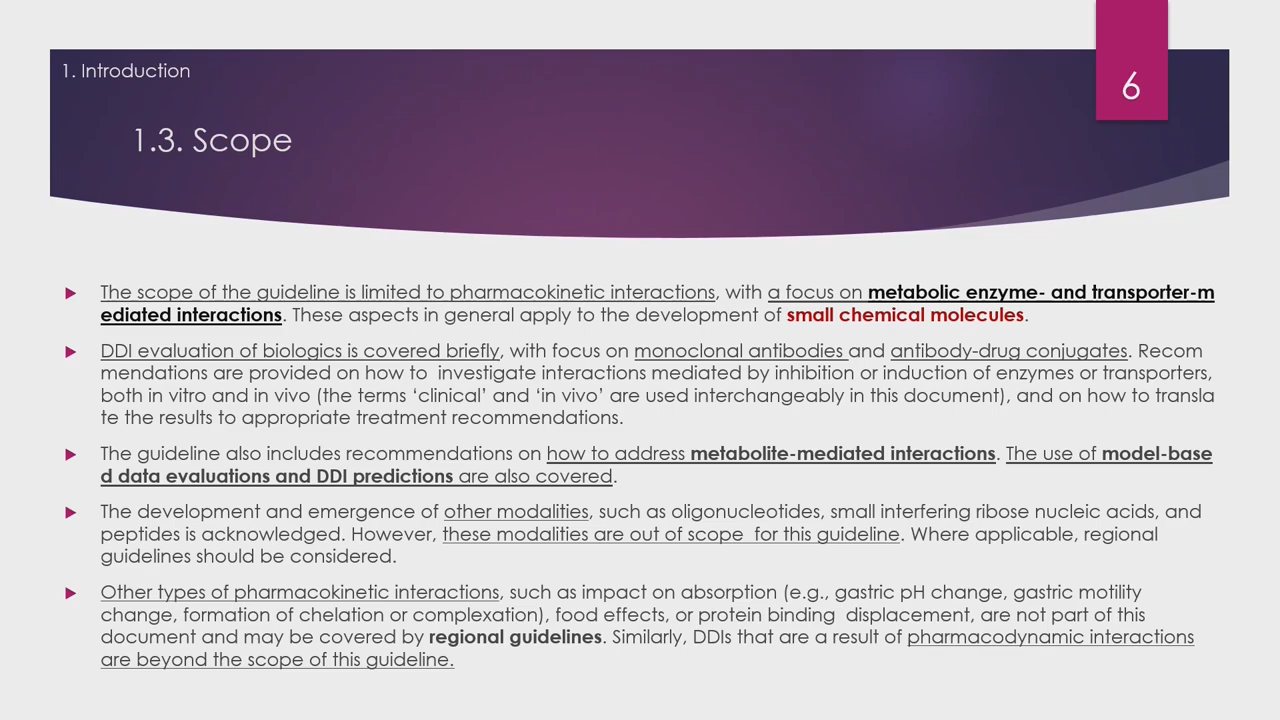 1. Introduction
6
1.3. Scope
The scope of the guideline is limited to pharmacokinetic interactions, with a focus on metabolic enzyme- and transporter-m
ediated interactions. These aspects in general apply to the development of small chemical molecules.
DDI evaluation of biologics is covered briefly, with focus on monoclonal antibodies and antibody-drug conjugates. Recom
mendations are provided on how to  investigate interactions mediated by inhibition or induction of enzymes or transporters,
both in vitro and in vivo (the terms ‘clinical’ and ‘in vivo’ are used interchangeably in this document), and on how to transla
te the results to appropriate treatment recommendations.
The guideline also includes recommendations on how to address metabolite-mediated interactions. The use of model-base
d data evaluations and DDI predictions are also covered.
The development and emergence of other modalities, such as oligonucleotides, small interfering ribose nucleic acids, and
peptides is acknowledged. However, these modalities are out of scope  for this guideline. Where applicable, regional
guidelines should be considered.
Other types of pharmacokinetic interactions, such as impact on absorption (e.g., gastric pH change, gastric motility
change, formation of chelation or complexation), food effects, or protein binding  displacement, are not part of this
document and may be covered by regional guidelines. Similarly, DDIs that are a result of pharmacodynamic interactions
are beyond the scope of this guideline.